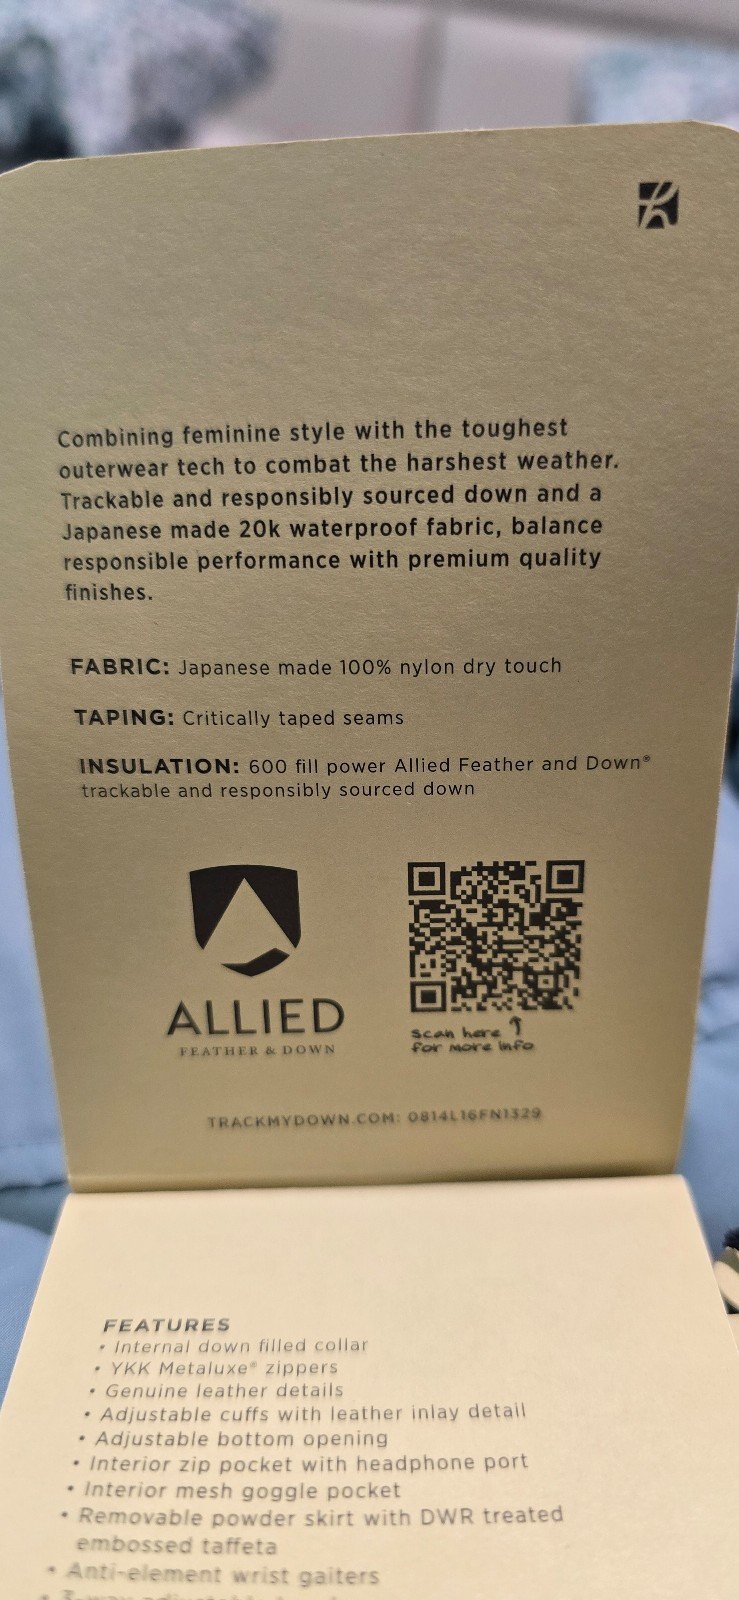 Combining feminine style with the toughest
outerwear tech to combat the harshest weather.
Trackable and responsibly sourced down and a
Japanese made 20k waterproof fabric, balance
responsible performance with premium quality
finishes.
FABRIC: Japanese made 100% nylon dry touch
TAPING: Critically taped seams
INSULATION: 600 fill power Allied Feather and Down®
trackable and responsibly sourced down
ALLIED
FEATHER & DOWN
scan here ↑
for more info
TRACKMYDOWN.COM: 0814L16FN1329
FEATURES
• Internal down filled collar
• YKK Metaluxe® zippers
• Genuine leather details
• Adjustable cuffs with leather inlay detail
• Adjustable bottom opening
• Interior zip pocket with headphone port
• Interior mesh goggle pocket
• Removable powder skirt with DWR treated
embossed taffeta
• Anti-element wrist gaiters